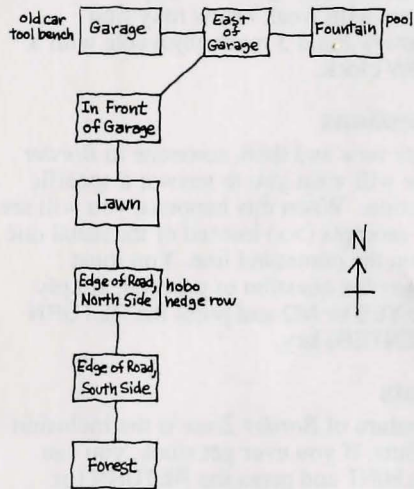 old car
tool bench
Garage
East
of
Garage
Fountain
pool
In Front
of Garage
Lawn
N
Edge of Road,
North Side
hobo
hedge row
Edge of Road,
South Side
Forest